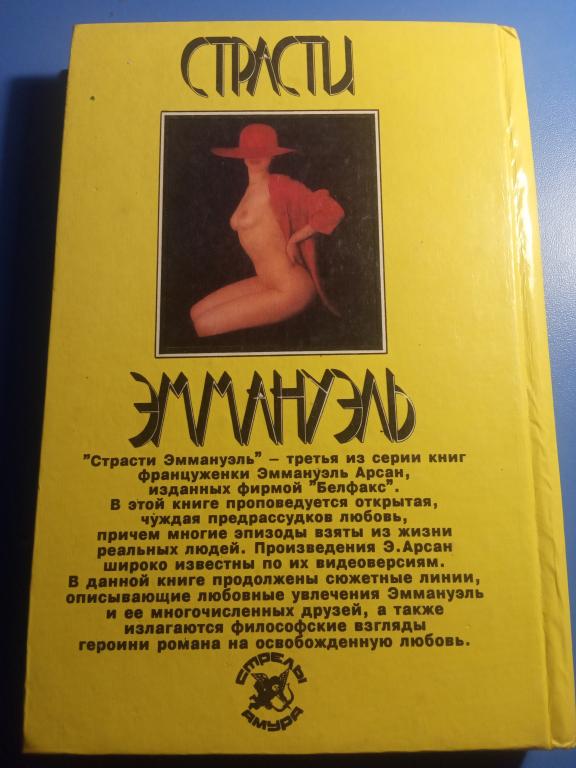 СТРАСТИ
ЭММАНУЭЛЬ
"Страсти Эммануэль" – третья из серии книг
француженки Эммануэль Арсан,
изданных фирмой "Белфакс".
В этой книге проповедуется открытая,
чуждая предрассудков любовь,
причем многие эпизоды взяты из жизни
реальных людей. Произведения Э.Арсан
широко известны по их видеоверсиям.
В данной книге продолжены сюжетные линии,
описывающие любовные увлечения Эммануэль
и ее многочисленных друзей, а также
излагаются философские взгляды
героини романа на освобожденную любовь.
СТРЕЛЫ
АМУРА